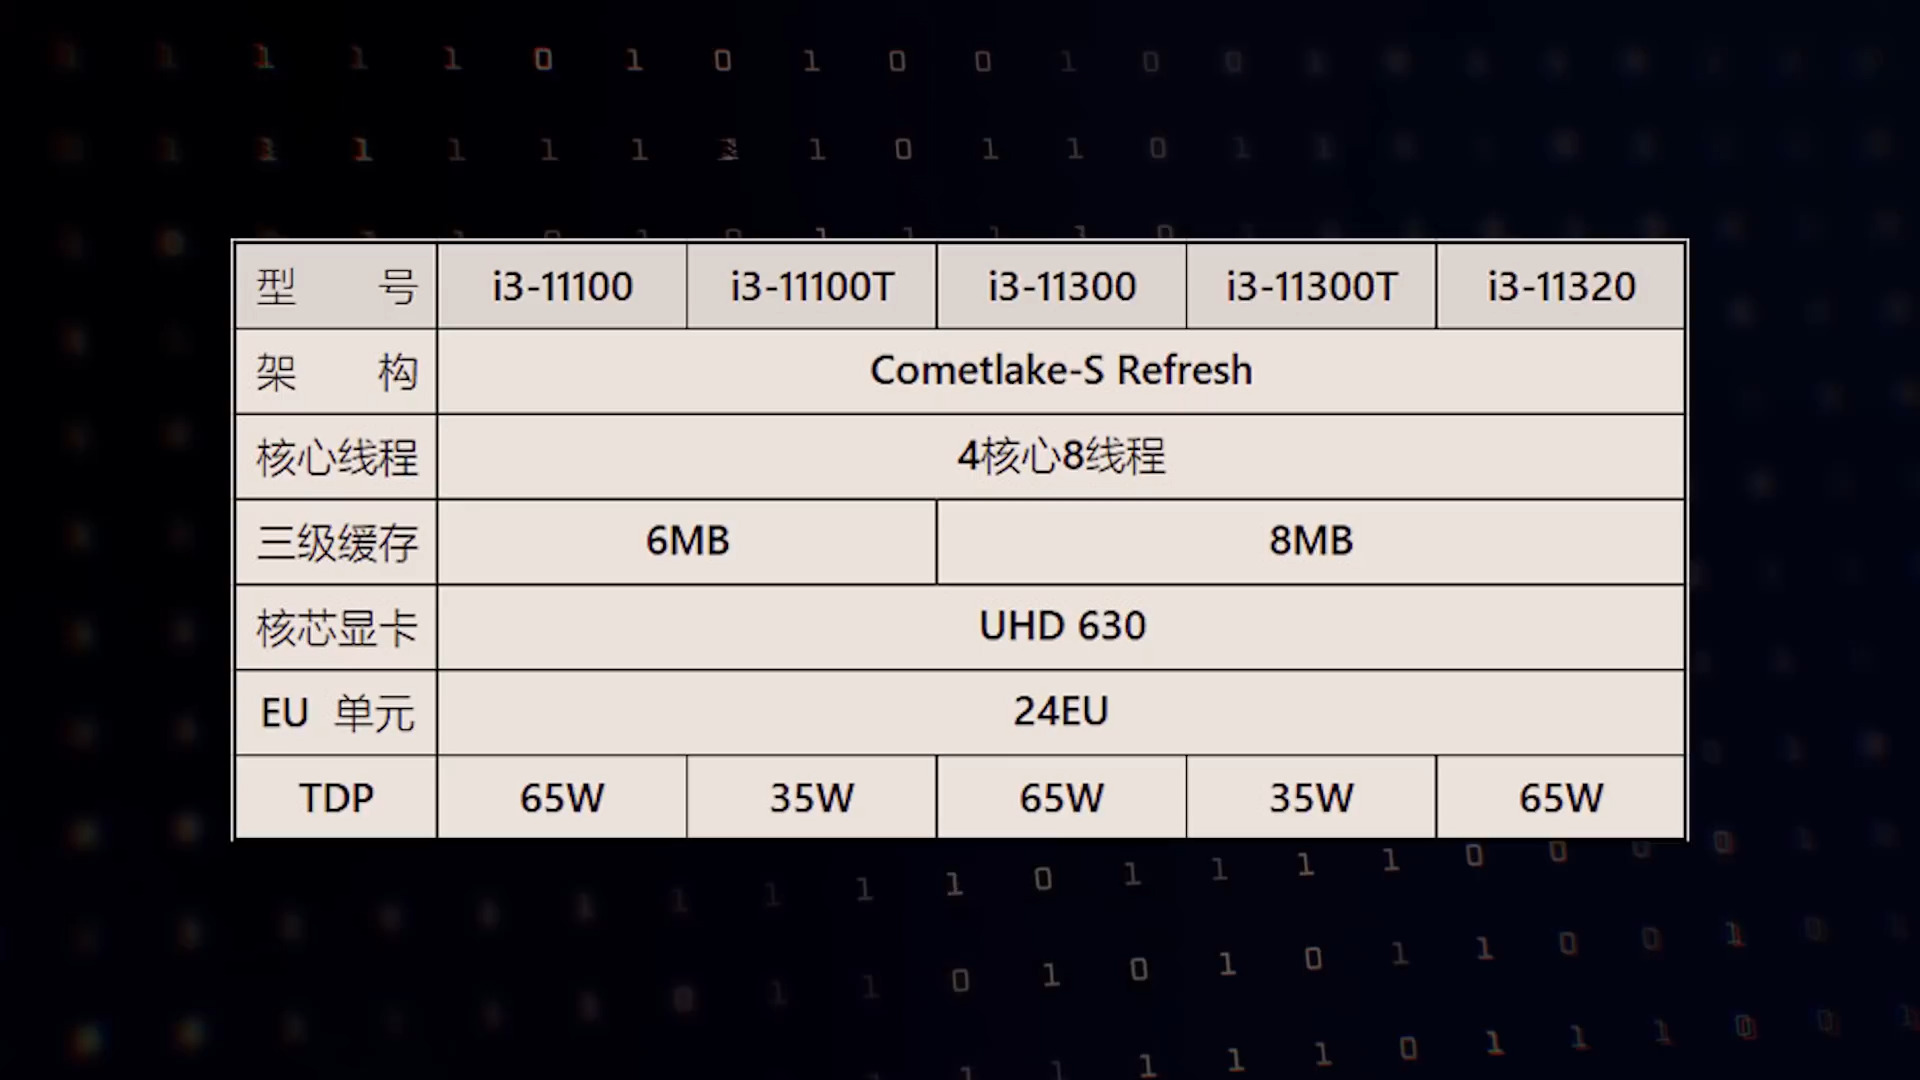 型 号 i3-11100 i3-11100T i3-11300 i3-11300T i3-11320
架 构 Cometlake-S Refresh
核心线程 4核心8线程
三级缓存 6MB 8MB
核芯显卡 UHD 630
EU 单元 24EU
TDP 65W 35W 65W 35W 65W